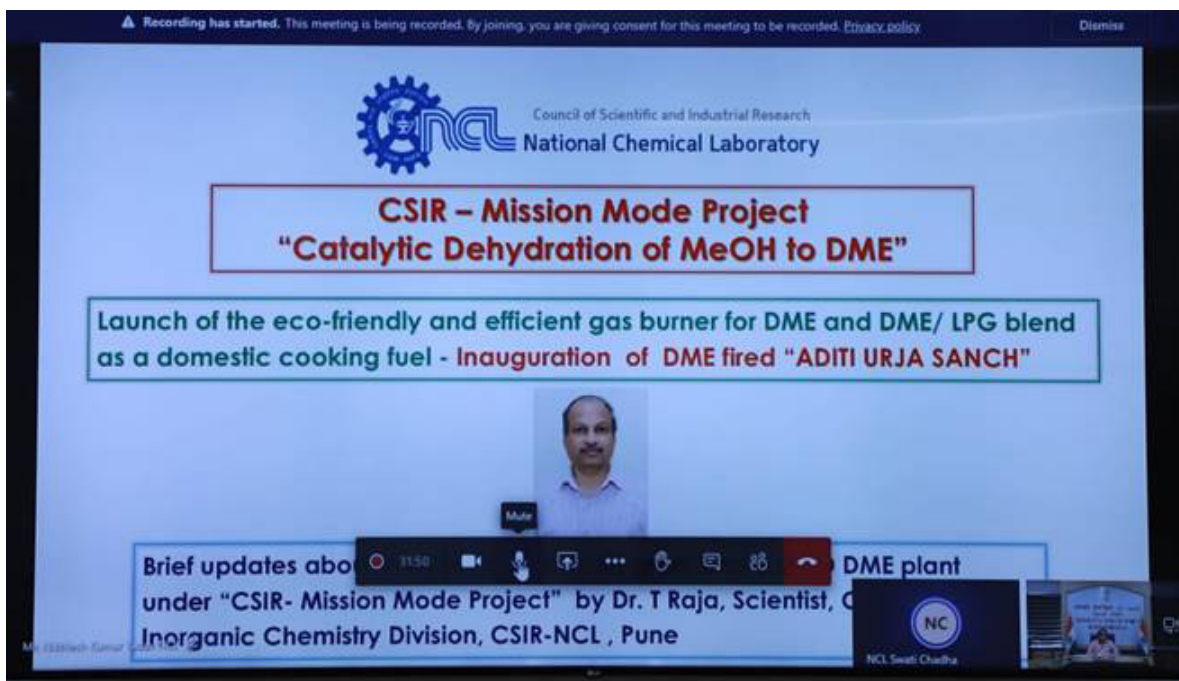 Recording has started. This meeting is being recorded. By joining, you are giving consent for this meeting to be recorded. Privacy policy
Dismiss
NCL
Council of Scientific and Industrial Research
National Chemical Laboratory
CSIR – Mission Mode Project
“Catalytic Dehydration of MeOH to DME”
Launch of the eco-friendly and efficient gas burner for DME and DME/ LPG blend
as a domestic cooking fuel - Inauguration of DME fired “ADITI URJA SANCH”
Mute
31:50
Brief updates abo DME plant
under “CSIR- Mission Mode Project” by Dr. T Raja, Scientist, C
Inorganic Chemistry Division, CSIR-NCL , Pune
NC
NCL Swati Chadha